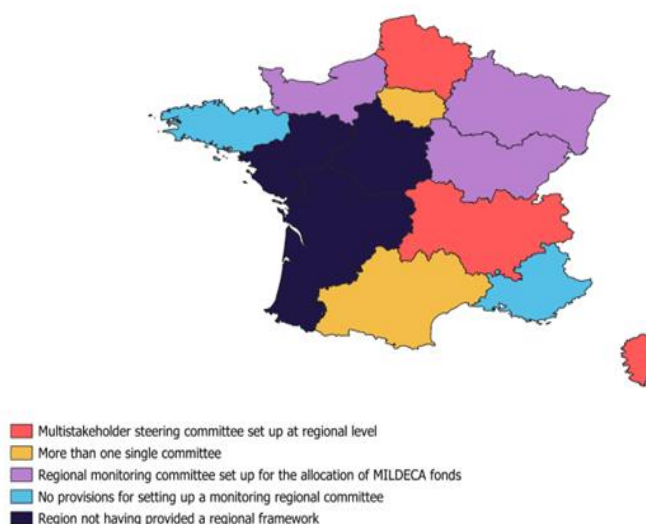 Multistakeholder steering committee set up at regional level
More than one single committee
Regional monitoring committee set up for the allocation of MILDECA fonds
No provisions for setting up a monitoring regional committee
Region not having provided a regional framework